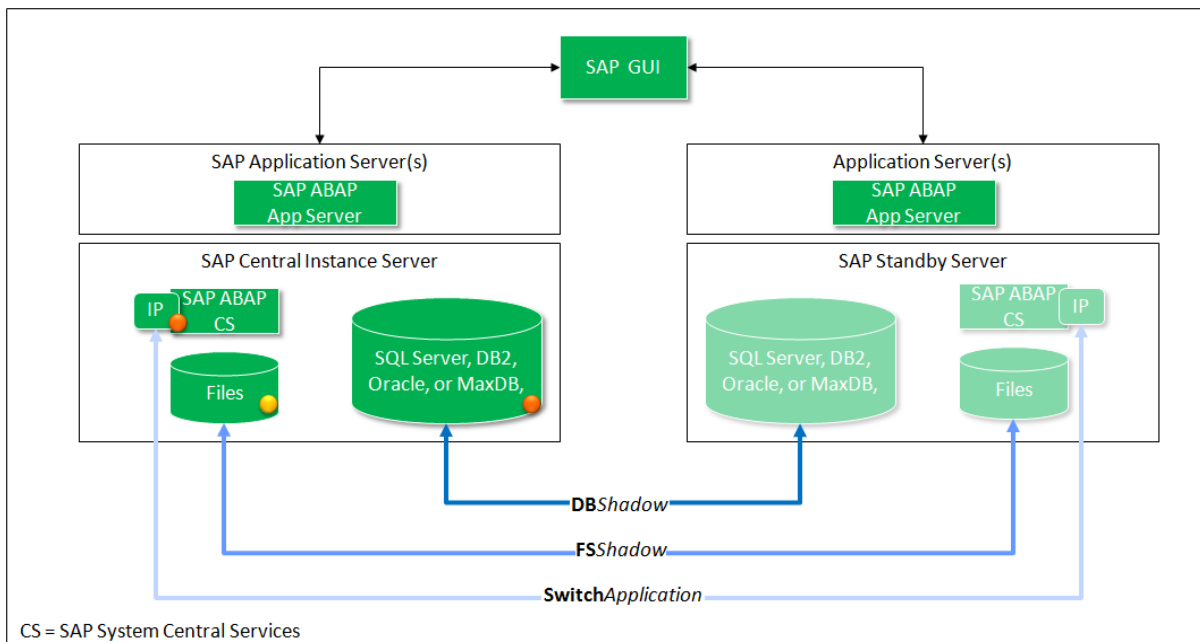 SAP GUI
SAP Application Server(s)
SAP ABAP
App Server
Application Server(s)
SAP ABAP
App Server
SAP Central Instance Server
IP
SAP ABAP
CS
Files
SQL Server, DB2,
Oracle, or MaxDB,
SAP Standby Server
SQL Server, DB2,
Oracle, or MaxDB,
SAP ABAP
CS
IP
Files
DBShadow
FSShadow
SwitchApplication
CS = SAP System Central Services